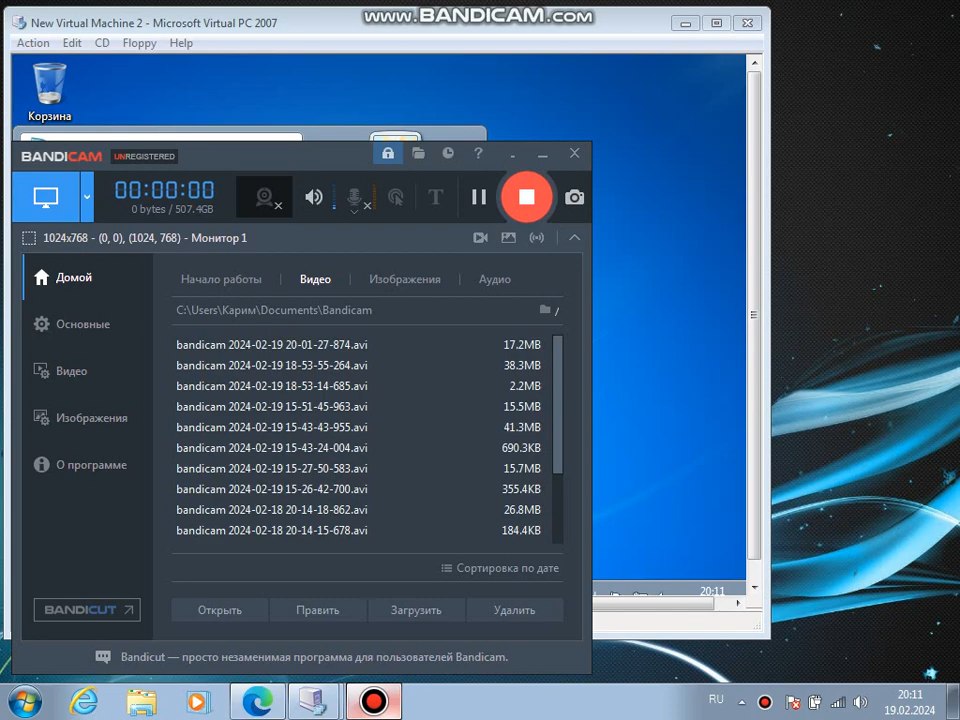 New Virtual Machine 2 - Microsoft Virtual PC 2007
www.BANDICAM.com
Action Edit CD Floppy Help
Корзина
BANDICAM UNREGISTERED
00:00:00
0 bytes / 507.4GB
1024x768 - (0, 0), (1024, 768) - Монитор 1
Домой
Основные
Видео
Изображения
О программе
BANDICUT
Начало работы Видео Изображения Аудио
C:\Users\Карим\Documents\Bandicam
bandicam 2024-02-19 20-01-27-874.avi 17.2MB
bandicam 2024-02-19 18-53-55-264.avi 38.3MB
bandicam 2024-02-19 18-53-14-685.avi 2.2MB
bandicam 2024-02-19 15-51-45-963.avi 15.5MB
bandicam 2024-02-19 15-43-43-955.avi 41.3MB
bandicam 2024-02-19 15-43-24-004.avi 690.3KB
bandicam 2024-02-19 15-27-50-583.avi 15.7MB
bandicam 2024-02-19 15-26-42-700.avi 355.4KB
bandicam 2024-02-18 20-14-18-862.avi 26.8MB
bandicam 2024-02-18 20-14-15-678.avi 184.4KB
Сортировка по дате
Открыть Править Загрузить Удалить
Bandicut — просто незаменимая программа для пользователей Bandicam.
20:11
RU
20:11
19.02.2024